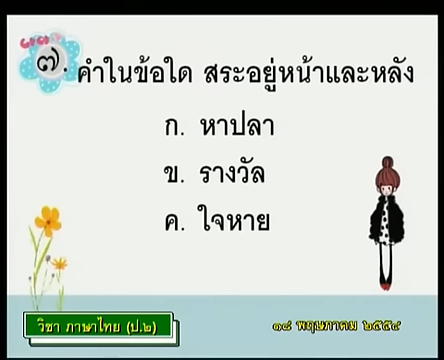 ๗. คำในข้อใด สระอยู่หน้าและหลัง
ก. หาปลา
ข. รางวัล
ค. ใจหาย
วิชา ภาษาไทย (ป.๒)
๑๘ พฤษภาคม ๒๕๕๔